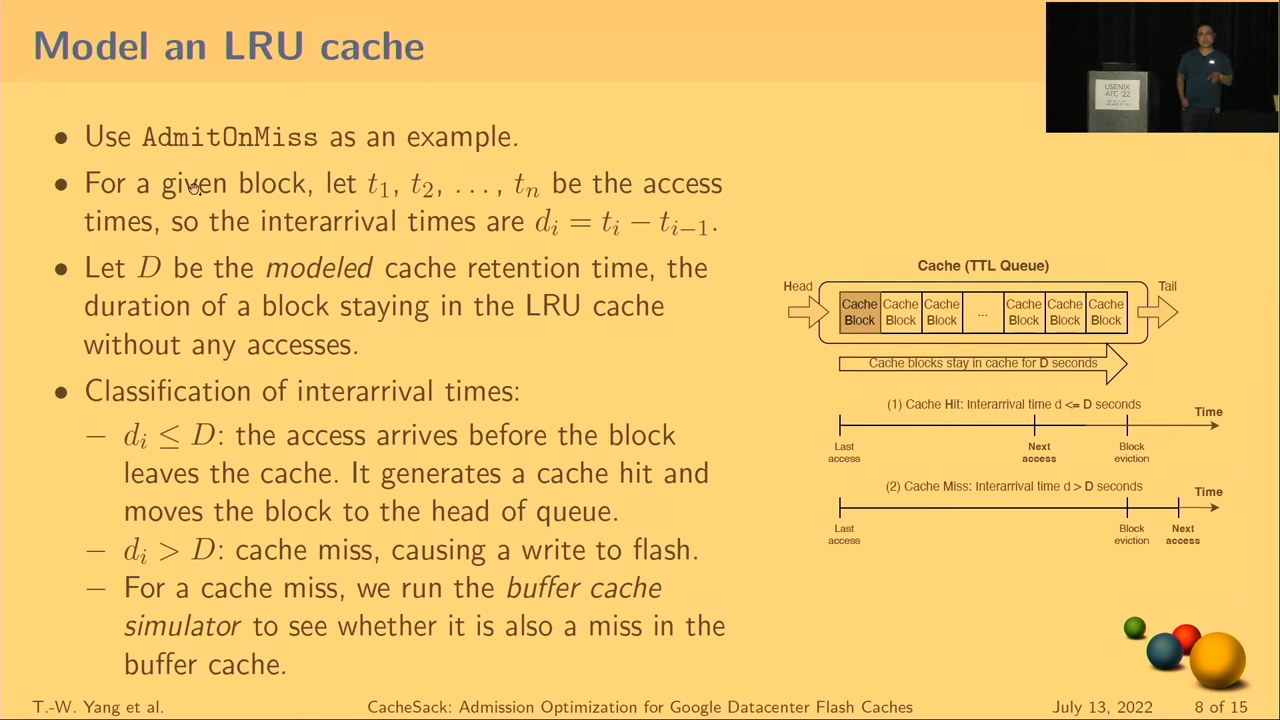 Model an LRU cache
USENIX
ATC '22
• Use AdmitOnMiss as an example.
• For a given block, let t₁, t₂, ..., tₙ be the access
times, so the interarrival times are dᵢ = tᵢ − tᵢ₋₁.
• Let D be the modeled cache retention time, the
duration of a block staying in the LRU cache
without any accesses.
• Classification of interarrival times:
– dᵢ ≤ D: the access arrives before the block
leaves the cache. It generates a cache hit and
moves the block to the head of queue.
– dᵢ > D: cache miss, causing a write to flash.
– For a cache miss, we run the buffer cache
simulator to see whether it is also a miss in the
buffer cache.
Cache (TTL Queue)
Head
Tail
Cache Cache Cache ... Cache Cache Cache
Block Block Block Block Block Block
Cache blocks stay in cache for D seconds
(1) Cache Hit: Interarrival time d <= D seconds
Time
Last Next Block
access access eviction
(2) Cache Miss: Interarrival time d > D seconds
Time
Last Block Next
access eviction access
T.-W. Yang et al. CacheSack: Admission Optimization for Google Datacenter Flash Caches July 13, 2022 8 of 15